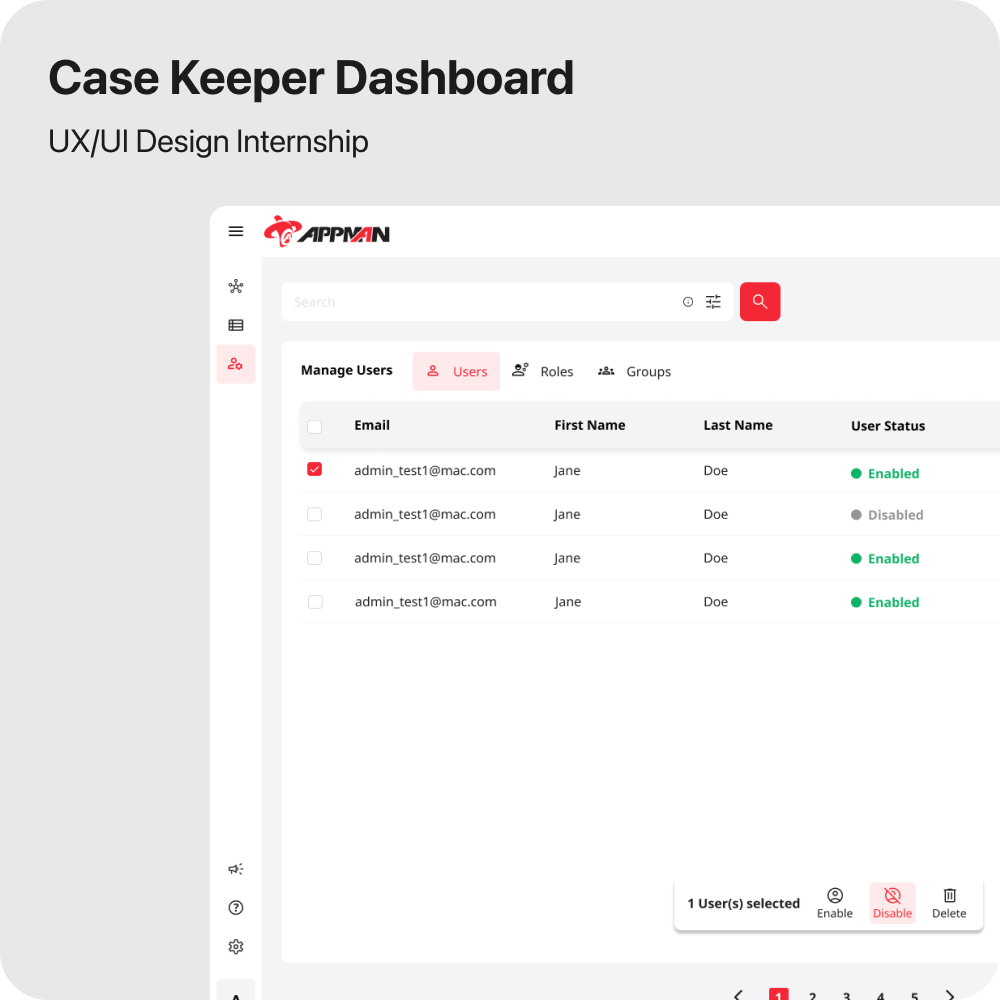 Case Keeper Dashboard
UX/UI Design Internship
APPMAN
Search
Manage Users Users Roles Groups
Email First Name Last Name User Status
admin_test1@mac.com Jane Doe Enabled
admin_test1@mac.com Jane Doe Disabled
admin_test1@mac.com Jane Doe Enabled
admin_test1@mac.com Jane Doe Enabled
1 User(s) selected Enable Disable Delete
A 1 2 3 4 5